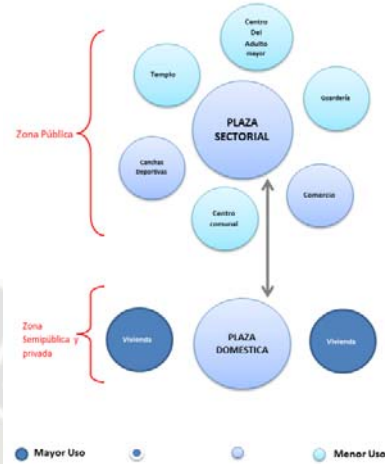 Centro
Del
Adulto
mayor
Templo
Guardería
PLAZA
SECTORIAL
Zona Pública
Canchas
Deportivas
Comercio
Centro
comunal
Zona
Semipública y
privada
Vivienda
PLAZA
DOMESTICA
Vivienda
Mayor Uso
Menor Uso